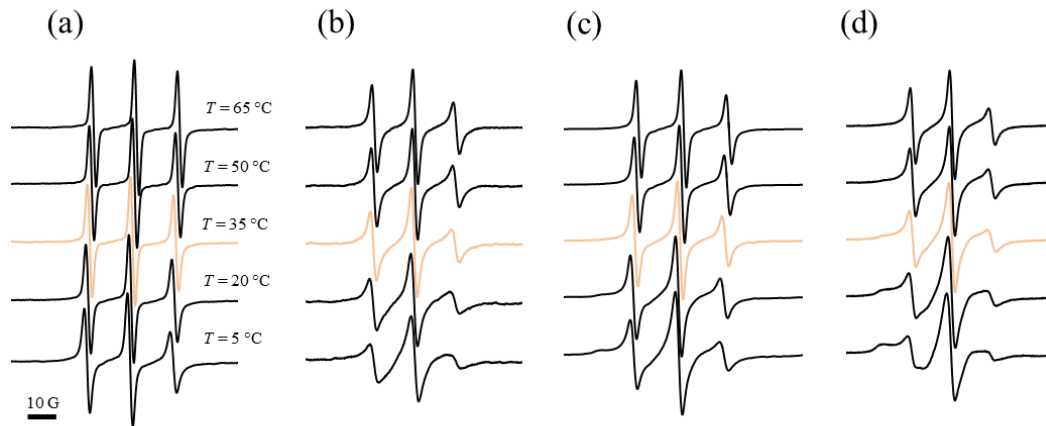 (a)
(b)
(c)
(d)
T = 65 °C
T = 50 °C
T = 35 °C
T = 20 °C
T = 5 °C
10 G